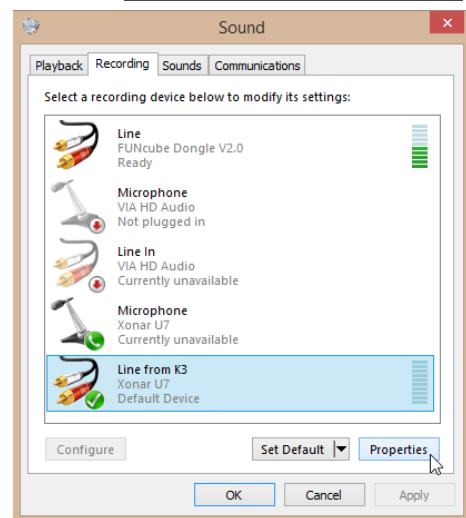 Sound
Playback Recording Sounds Communications
Select a recording device below to modify its settings:
Line
FUNcube Dongle V2.0
Ready
Microphone
VIA HD Audio
Not plugged in
Line In
VIA HD Audio
Currently unavailable
Microphone
Xonar U7
Currently unavailable
Line from K3
Xonar U7
Default Device
Configure Set Default Properties
OK Cancel Apply